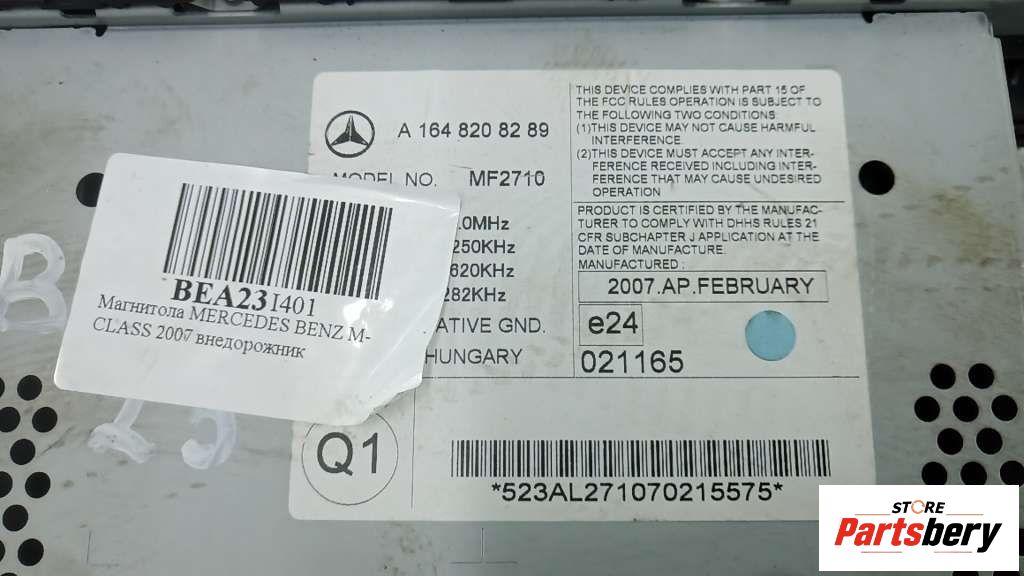 A 164 820 82 89
MODEL NO. MF2710
.0MHz
250KHz
620KHz
282KHz
ATIVE GND.
HUNGARY
THIS DEVICE COMPLIES WITH PART 15 OF
THE FCC RULES OPERATION IS SUBJECT TO
THE FOLLOWING TWO CONDITIONS:
(1)THIS DEVICE MAY NOT CAUSE HARMFUL
INTERFERENCE.
(2)THIS DEVICE MUST ACCEPT ANY INTER-
FERENCE RECEIVED INCLUDING INTER-
FERENCE THAT MAY CAUSE UNDESIRED
OPERATION
PRODUCT IS CERTIFIED BY THE MANUFAC-
TURER TO COMPLY WITH DHHS RULES 21
CFR SUBCHAPTER J APPLICATION AT THE
DATE OF MANUFACTURE.
MANUFACTURED :
2007.AP.FEBRUARY
e24
021165
Q1
*523AL271070215575*
BEA23I401
Магнитола MERCEDES BENZ M-
CLASS 2007 внедорожник
B
15
STORE
Partsbery